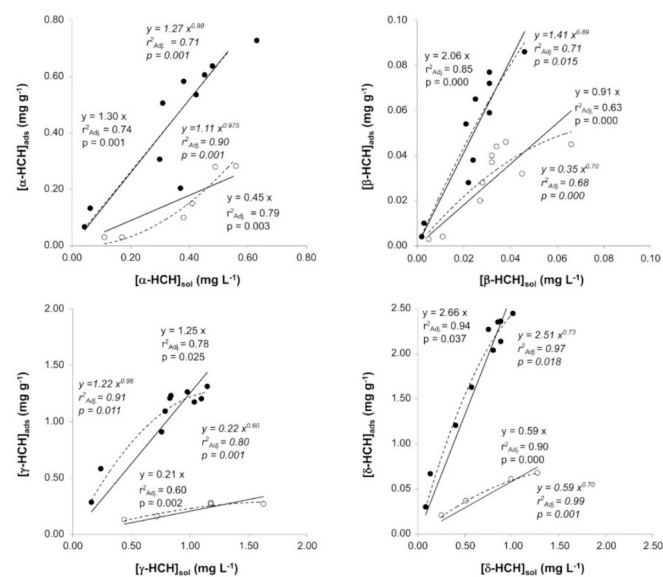 0.80
0.60
0.40
0.20
0.00
[α-HCH]ads (mg g-1)
y = 1.27 x0.98
r2Adj. = 0.71
p = 0.001
y = 1.30 x
r2Adj. = 0.74
p = 0.001
y =1.11 x0.975
r2Adj. = 0.90
p = 0.001
y = 0.45 x
r2Adj. = 0.79
p = 0.003
0.00 0.20 0.40 0.60 0.80
[α-HCH]sol (mg L-1)
0.10
0.08
0.06
0.04
0.02
0.00
[β-HCH]ads (mg g-1)
y = 2.06 x
r2Adj. = 0.85
p = 0.000
y =1.41 x0.89
r2Adj. = 0.71
p = 0.015
y = 0.91 x
r2Adj. = 0.63
p = 0.000
y = 0.35 x0.70
r2Adj. = 0.68
p = 0.000
0.00 0.02 0.04 0.06 0.08 0.10
[β-HCH]sol (mg L-1)
2.00
1.50
1.00
0.50
0.00
[γ-HCH]ads (mg g-1)
y = 1.25 x
r2Adj. = 0.78
p = 0.025
y =1.22 x0.98
r2Adj. = 0.91
p = 0.011
y = 0.22 x0.60
r2Adj. = 0.80
p = 0.001
y = 0.21 x
r2Adj. = 0.60
p = 0.002
0.00 0.50 1.00 1.50 2.00
[γ-HCH]sol (mg L-1)
2.50
2.00
1.50
1.00
0.05
0.00
[δ-HCH]ads (mg g-1)
y = 2.66 x
r2Adj. = 0.94
p = 0.037
y = 2.51 x0.73
r2Adj. = 0.97
p = 0.018
y = 0.59 x
r2Adj. = 0.90
p = 0.000
y = 0.59 x0.70
r2Adj. = 0.99
p = 0.001
0.00 0.50 1.00 1.50 2.00 2.50
[δ-HCH]sol (mg L-1)